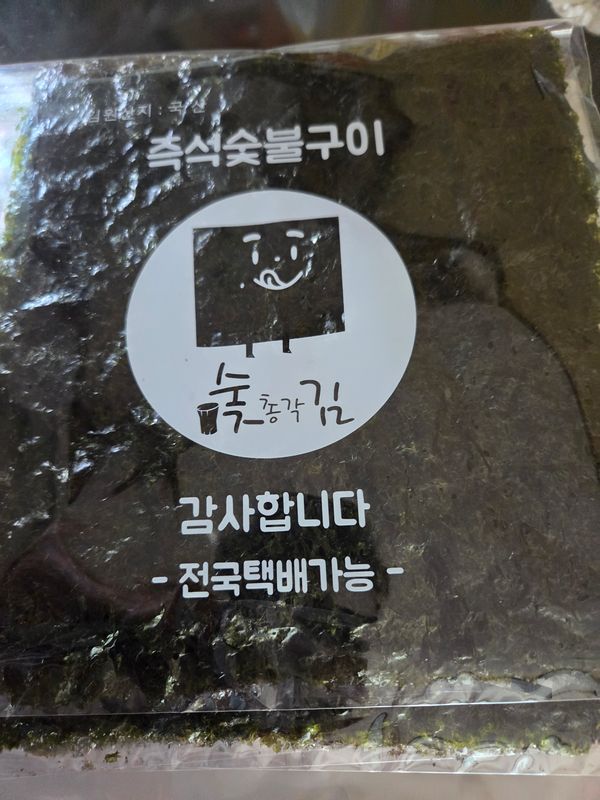 김원산지 : 국산
즉석숯불구이
숯총각김
감사합니다
- 전국택배가능 -